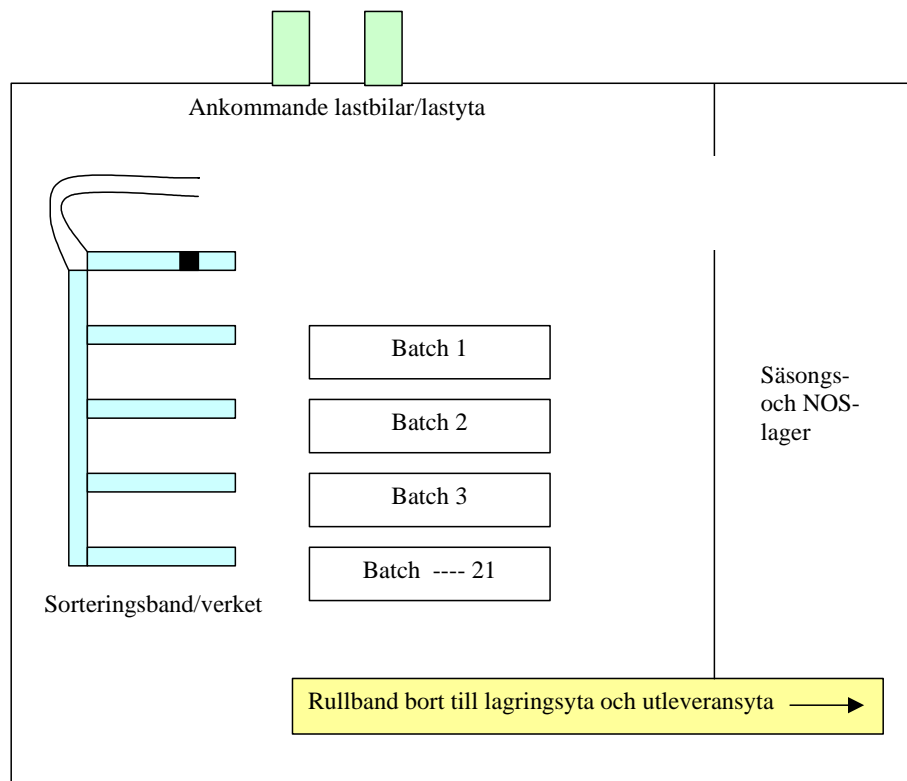 Ankommande lastbilar/lastyta
Batch 1
Batch 2
Batch 3
Batch ---- 21
Säsongs-
och NOS-
lager
Sorteringsband/verket
Rullband bort till lagringsyta och utleveransyta